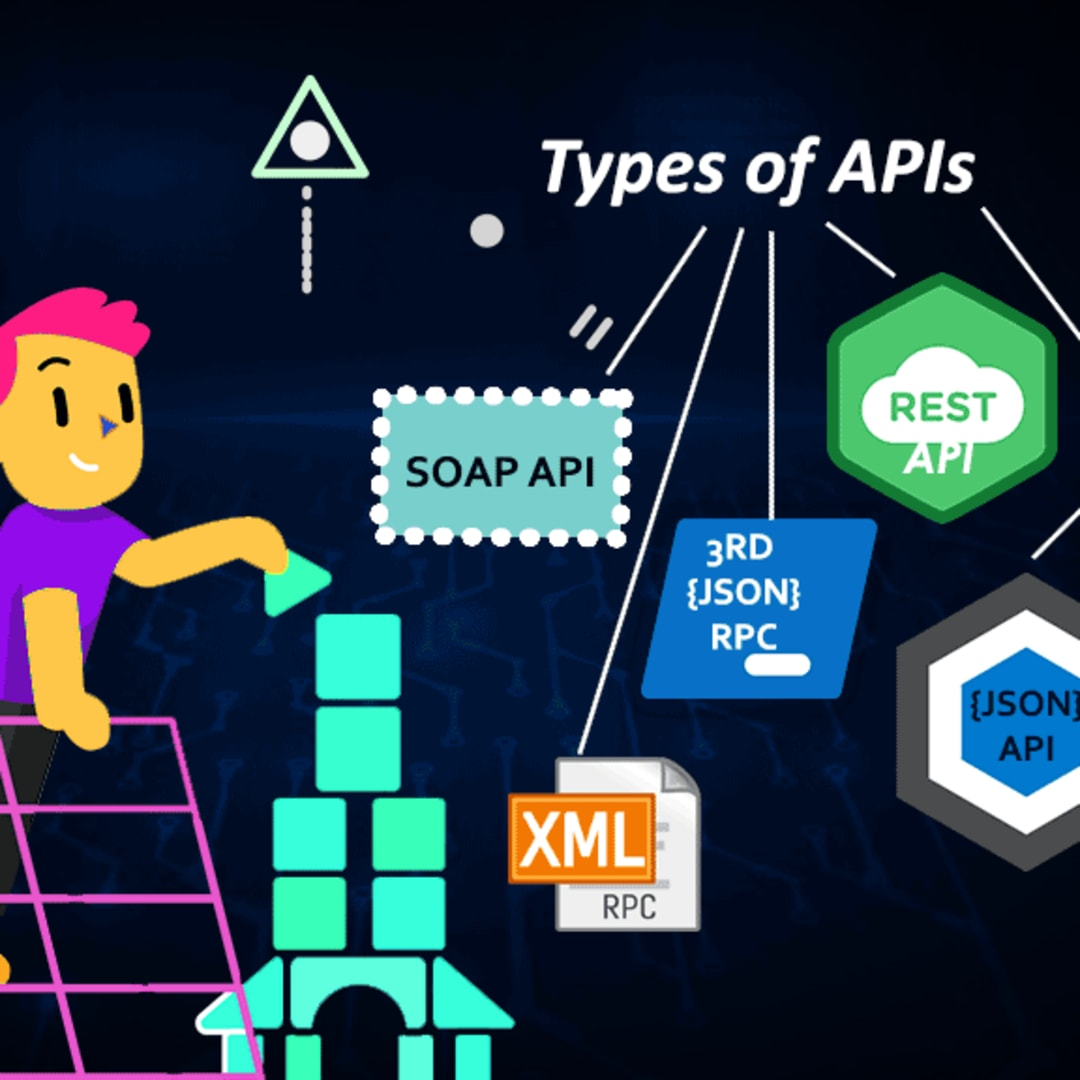 Types of APIs
REST
API
SOAP API
3RD
{JSON}
RPC
{JSON}
API
XML
RPC